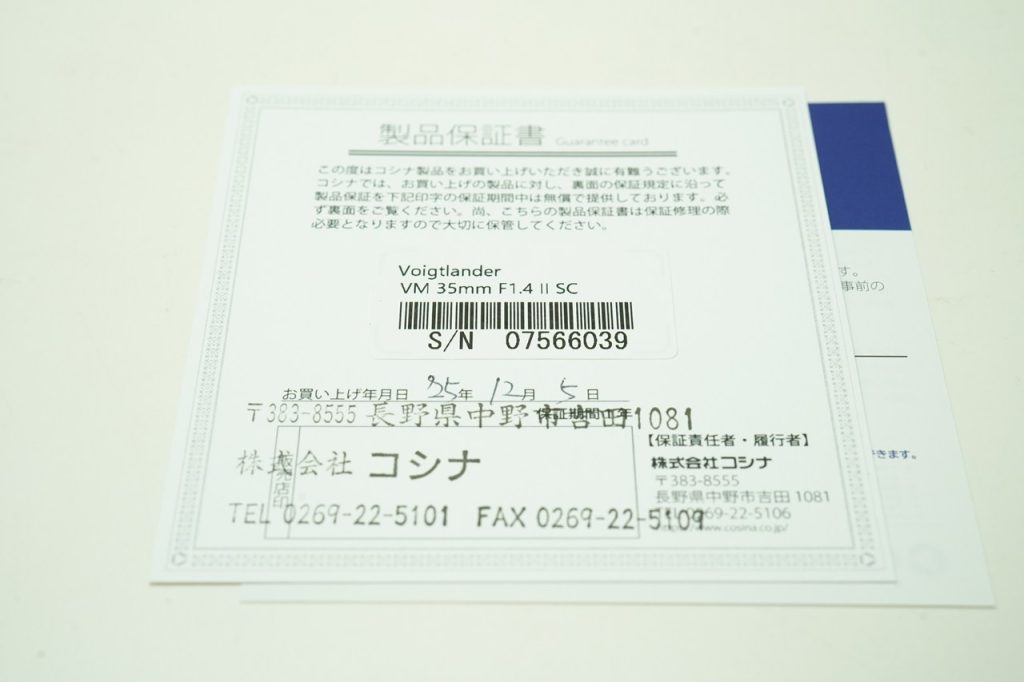 製品保証書 Guarantee card
この度はコシナ製品をお買い上げいただき誠に有難うございます。
コシナでは、お買い上げの製品に対し、裏面の保証規定に沿って
製品保証を下記印字の保証期間中は無償で提供しております。必
ず裏面をご覧ください。尚、こちらの製品保証書は保証修理の際
必要となりますので大切に保管してください。
Voigtlander
VM 35mm F1.4 II SC
S/N 07566039
お買い上げ年月日 '25年 12月 5日
保証期間1年
〒383-8555 長野県中野市吉田1081
株式会社 コシナ
TEL 0269-22-5101 FAX 0269-22-5109
売店印
【保証責任者・履行者】
株式会社コシナ
〒383-8555
長野県中野市吉田 1081
TEL 0269-22-5106
www.cosina.co.jp/
す。
事前の
できます。